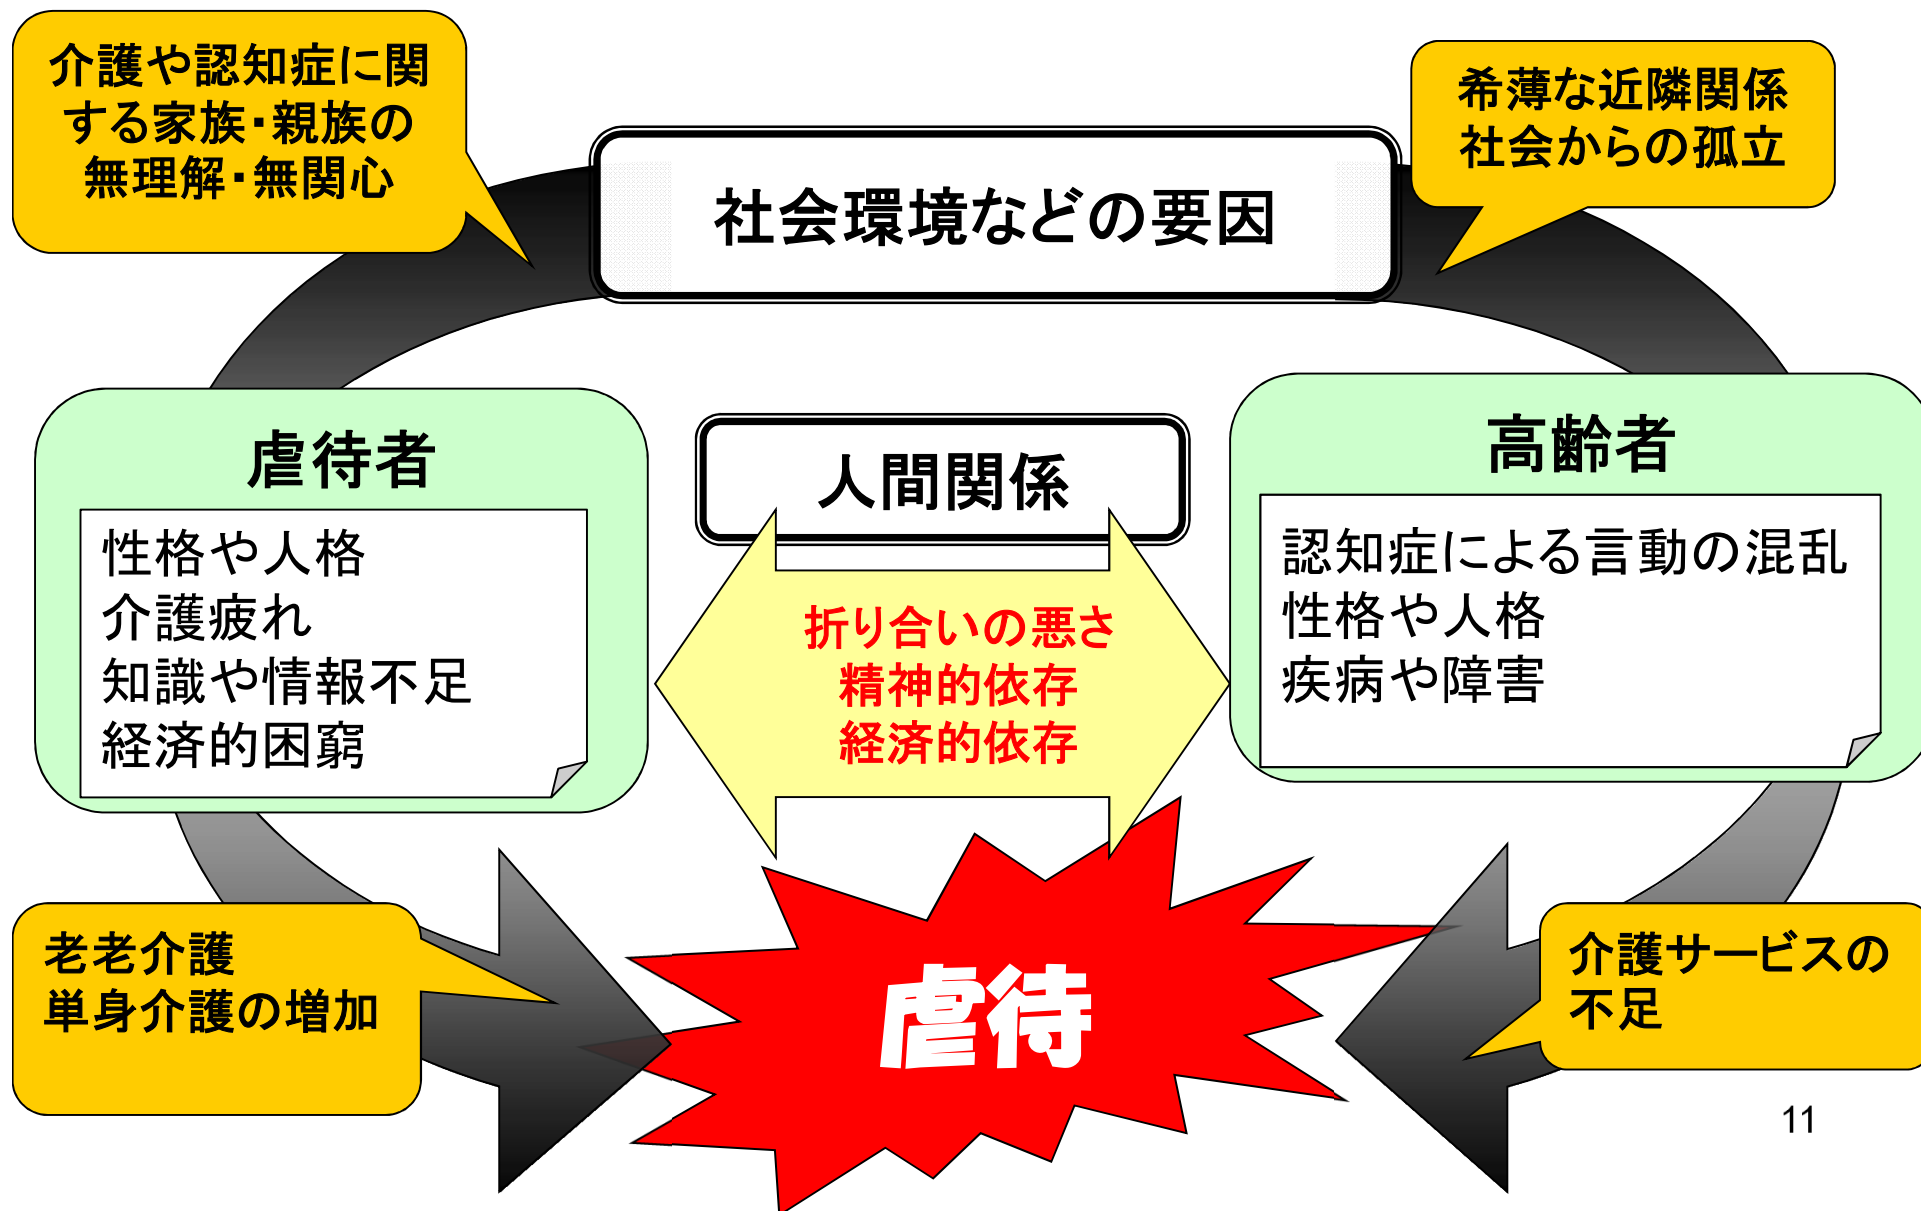 介護や認知症に関
する家族・親族の
無理解・無関心
希薄な近隣関係
社会からの孤立
社会環境などの要因
虐待者
性格や人格
介護疲れ
知識や情報不足
経済的困窮
人間関係
折り合いの悪さ
精神的依存
経済的依存
高齢者
認知症による言動の混乱
性格や人格
疾病や障害
老老介護
単身介護の増加
虐待
介護サービスの
不足
11